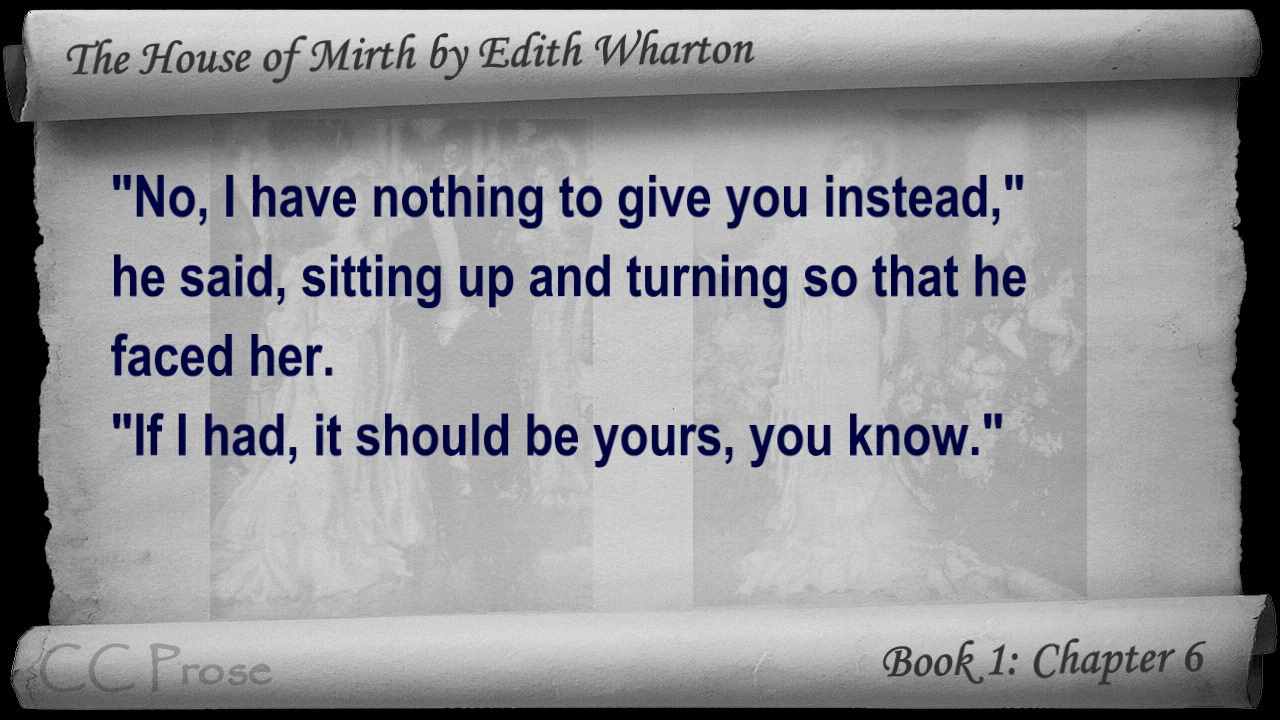 The House of Mirth by Edith Wharton
"No, I have nothing to give you instead,"
he said, sitting up and turning so that he
faced her.
"If I had, it should be yours, you know."
CC Prose
Book 1: Chapter 6